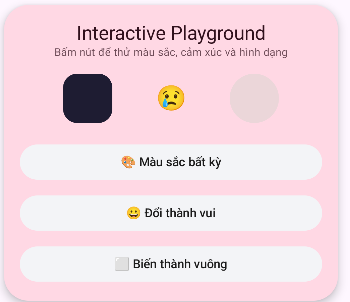 Interactive Playground
Bấm nút để thử màu sắc, cảm xúc và hình dạng
🎨 Màu sắc bất kỳ
😀 Đổi thành vui
⬜ Biến thành vuông